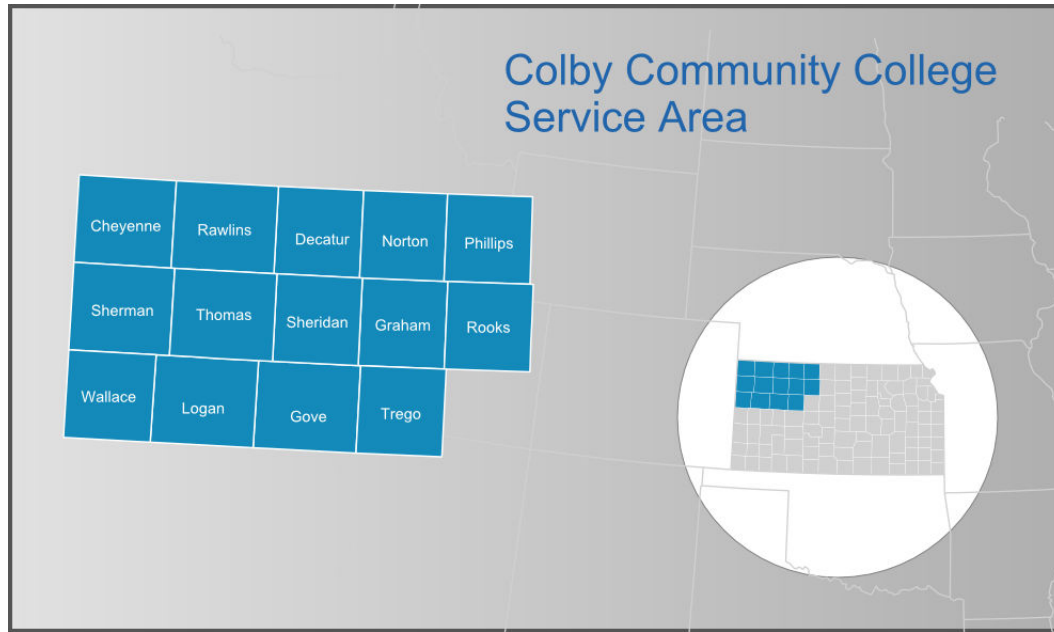 Colby Community College
Service Area
Cheyenne
Rawlins
Decatur
Norton
Phillips
Sherman
Thomas
Sheridan
Graham
Rooks
Wallace
Logan
Gove
Trego